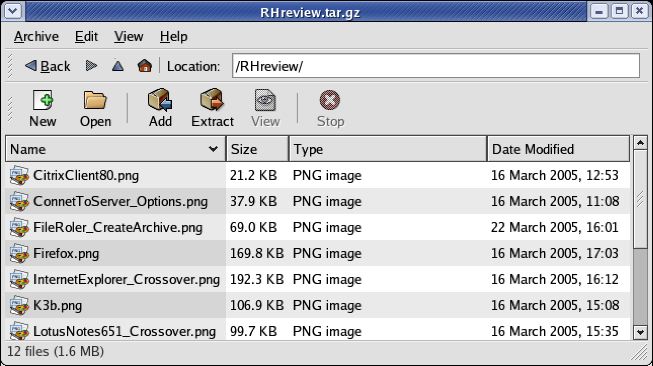 RHreview.tar.gz
Archive Edit View Help
Back Location: /RHreview/
New Open Add Extract View Stop
Name Size Type Date Modified
CitrixClient80.png 21.2 KB PNG image 16 March 2005, 12:53
ConnetToServer_Options.png 37.9 KB PNG image 16 March 2005, 11:08
FileRoler_CreateArchive.png 69.0 KB PNG image 22 March 2005, 16:01
Firefox.png 169.8 KB PNG image 16 March 2005, 17:03
InternetExplorer_Crossover.png 192.3 KB PNG image 16 March 2005, 16:12
K3b.png 106.9 KB PNG image 16 March 2005, 15:08
LotusNotes651_Crossover.png 99.7 KB PNG image 16 March 2005, 15:35
12 files (1.6 MB)